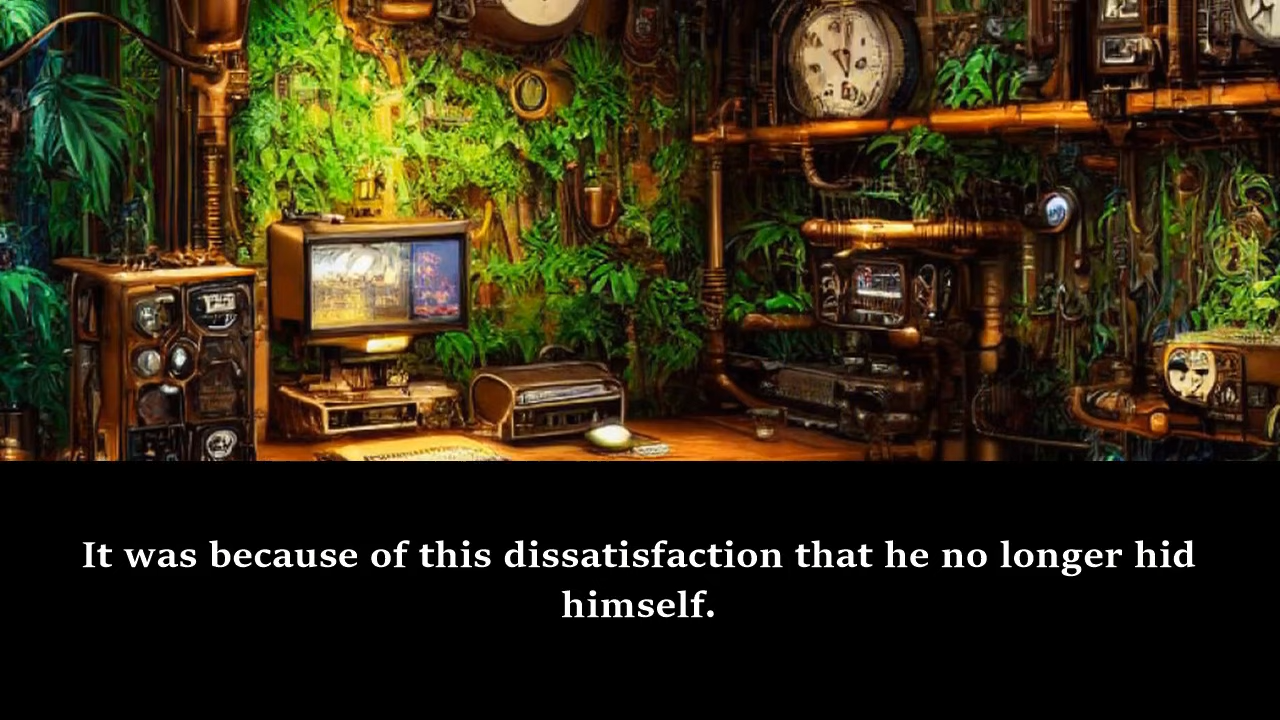 It was because of this dissatisfaction that he no longer hid
himself.